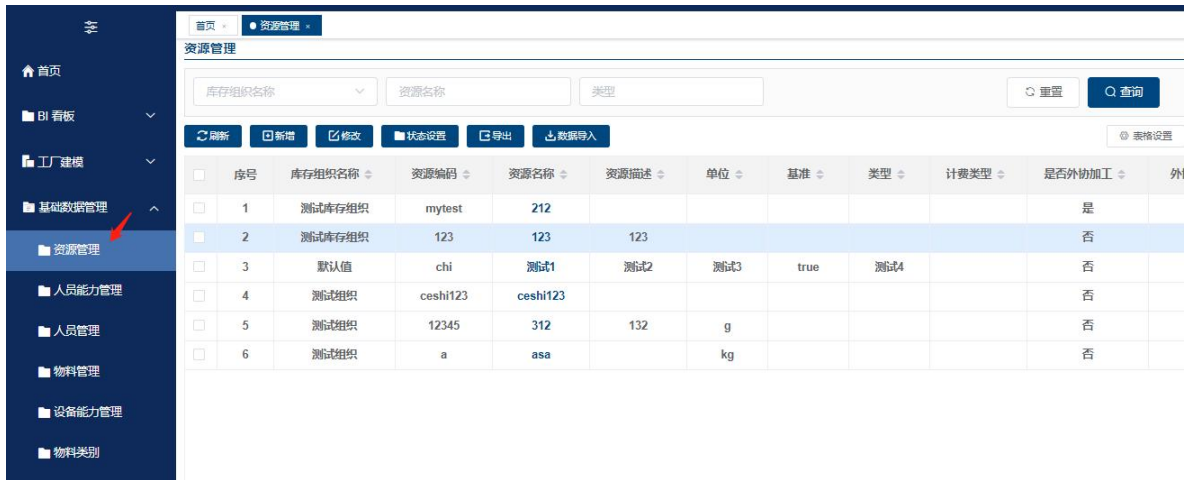 首页 × ● 资源管理 ×
资源管理
首页
BI 看板
工厂建模
基础数据管理
资源管理
人员能力管理
人员管理
物料管理
设备能力管理
物料类别
库存组织名称 资源名称 类型 重置 查询
刷新 新增 修改 状态设置 导出 数据导入 表格设置
序号 库存组织名称 资源编码 资源名称 资源描述 单位 基准 类型 计费类型 是否外协加工 外
1 测试库存组织 mytest 212 是
2 测试库存组织 123 123 123 否
3 默认值 chi 测试1 测试2 测试3 true 测试4 否
4 测试组织 ceshi123 ceshi123 否
5 测试组织 12345 312 132 g 否
6 测试组织 a asa kg 否